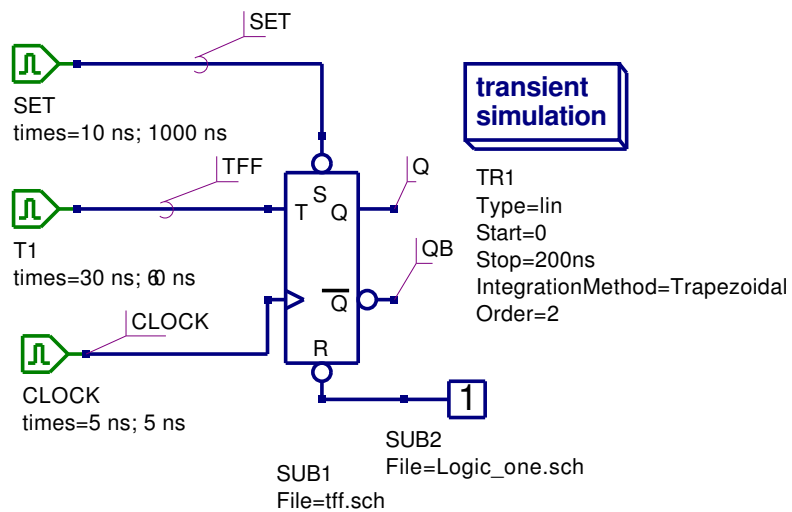 SET
SET
times=10 ns; 1000 ns
TFF
T1
times=30 ns; 60 ns
CLOCK
CLOCK
times=5 ns; 5 ns
S
T
Q
Q
R
Q
QB
1
SUB1
File=tff.sch
SUB2
File=Logic_one.sch
transient
simulation
TR1
Type=lin
Start=0
Stop=200ns
IntegrationMethod=Trapezoidal
Order=2